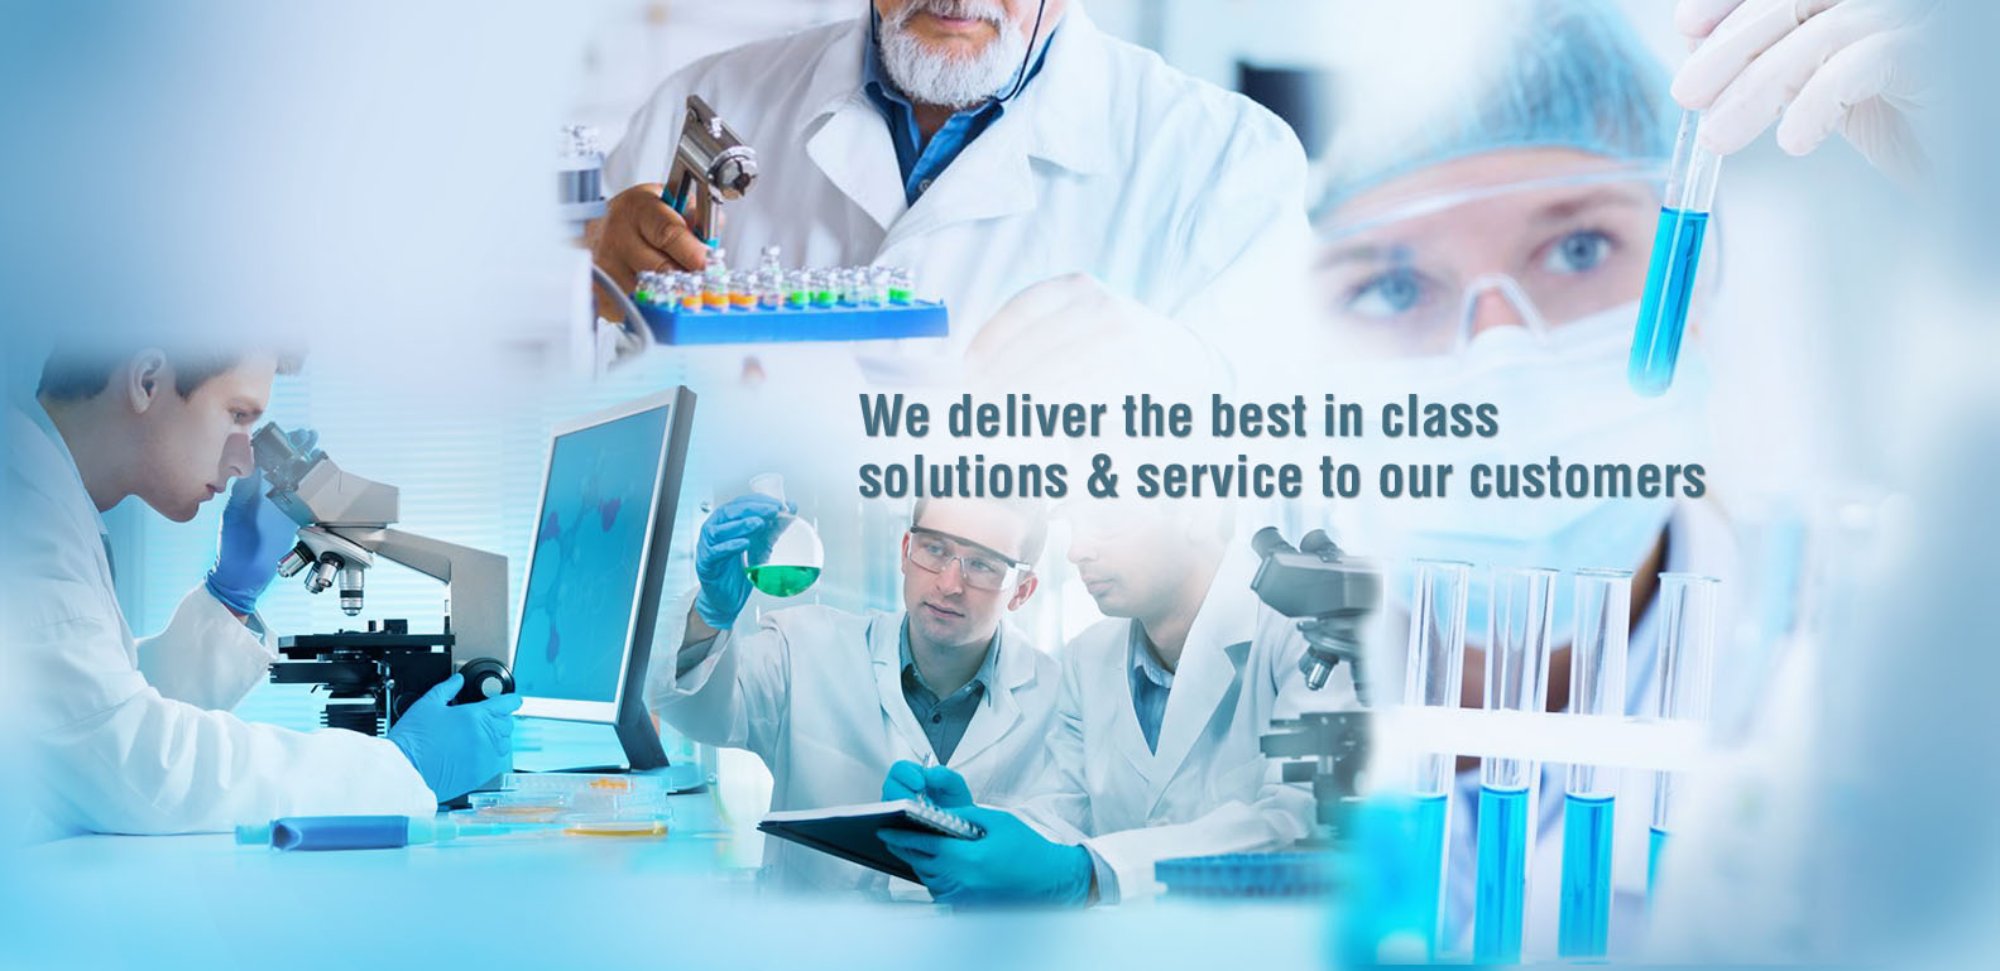 We deliver the best in class
solutions & service to our customers